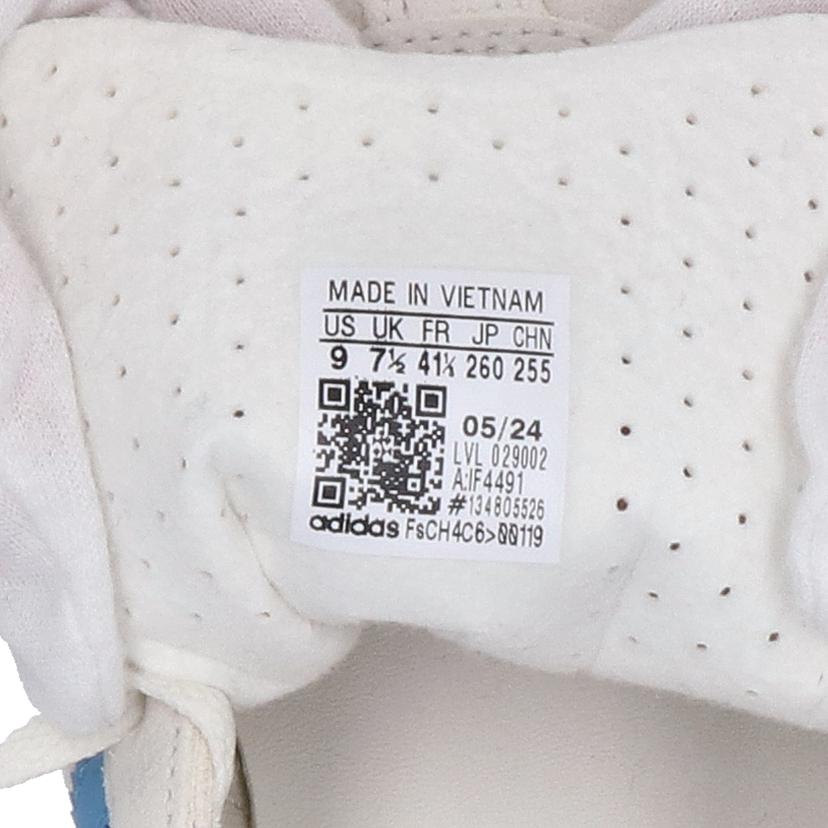 MADE IN VIETNAM
US UK FR JP CHN
9 7½ 41⅓ 260 255
05/24
LVL 029002
A:IF4491
#134805526
adidas FsCH4C6>00119